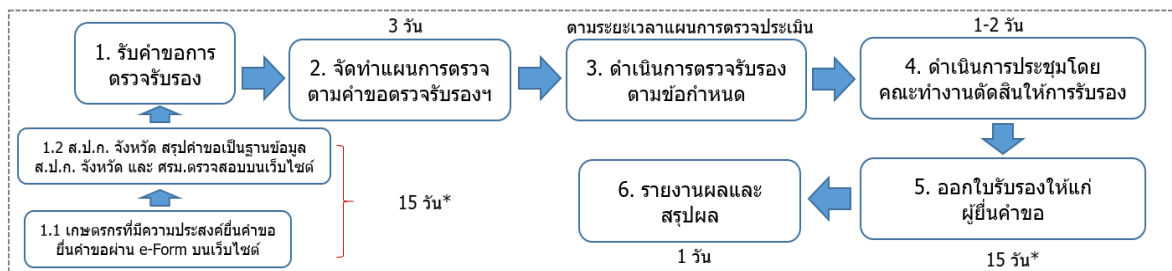 3 วัน
ตามระยะเวลาแผนการตรวจประเมิน
1-2 วัน
1. รับคำขอการ
ตรวจรับรอง
2. จัดทำแผนการตรวจ
ตามคำขอตรวจรับรองฯ
3. ดำเนินการตรวจรับรอง
ตามข้อกำหนด
4. ดำเนินการประชุมโดย
คณะทำงานตัดสินให้การรับรอง
1.2 ส.ป.ก. จังหวัด สรุปคำขอเป็นฐานข้อมูล
ส.ป.ก. จังหวัด และ ศรม.ตรวจสอบบนเว็บไซต์
15 วัน*
1.1 เกษตรกรที่มีความประสงค์ยื่นคำขอ
ยื่นคำขอผ่าน e-Form บนเว็บไซต์
5. ออกใบรับรองให้แก่
ผู้ยื่นคำขอ
15 วัน*
6. รายงานผลและ
สรุปผล
1 วัน